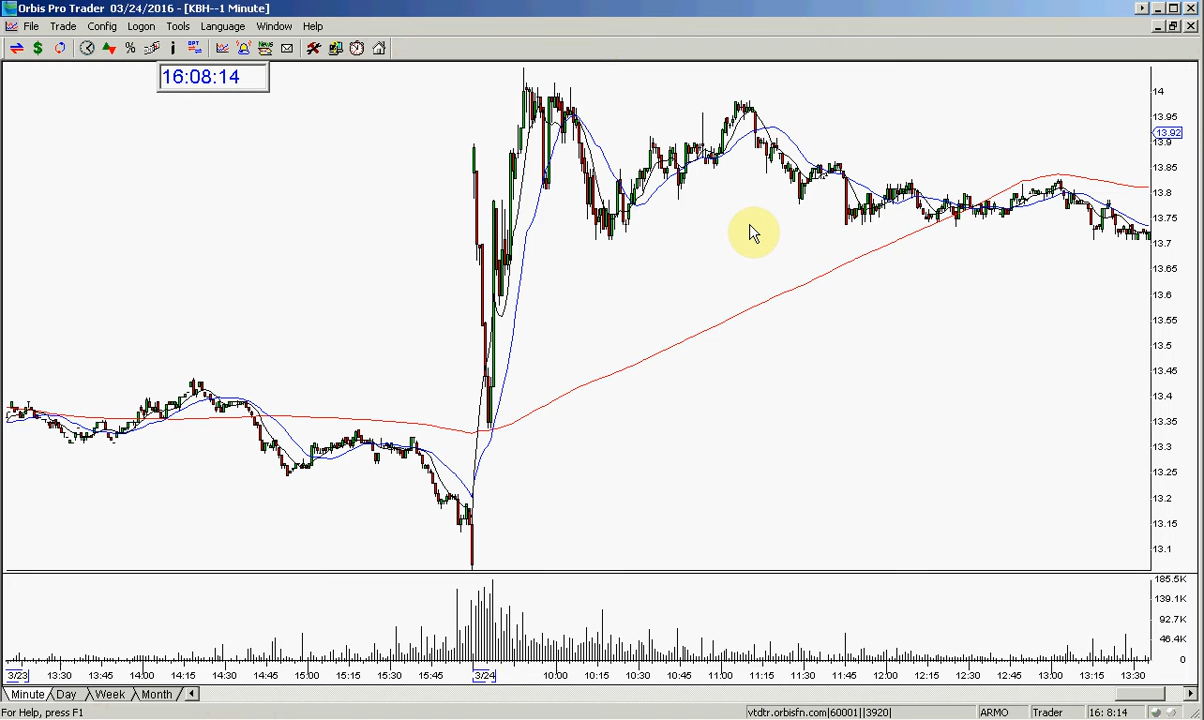 Orbis Pro Trader 03/24/2016 - [KBH--1 Minute]
File Trade Config Logon Tools Language Window Help
16:08:14
14
13.95
13.92
13.9
13.85
13.8
13.75
13.7
13.65
13.6
13.55
13.5
13.45
13.4
13.35
13.3
13.25
13.2
13.15
13.1
185.5K
139.1K
92.7K
46.4K
0
3/23 13:30 13:45 14:00 14:15 14:30 14:45 15:00 15:15 15:30 15:45 3/24 10:00 10:15 10:30 10:45 11:00 11:15 11:30 11:45 12:00 12:15 12:30 12:45 13:00 13:15 13:30
Minute Day Week Month
For Help, press F1 vtdtr.orbisfn.com|60001||3920| ARMO Trader 16: 8:14